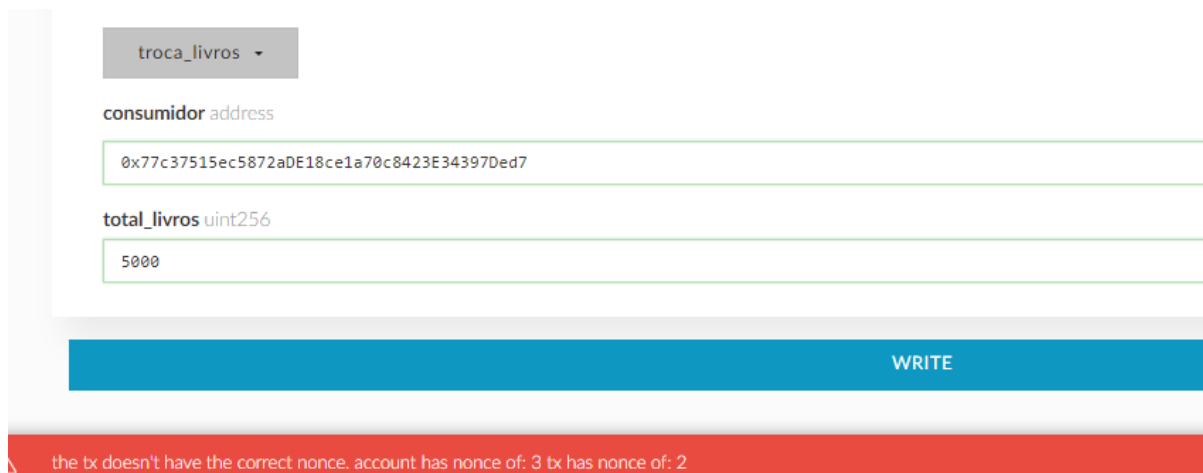 troca_livros
consumidor address
0x77c37515ec5872aDE18ce1a70c8423E34397Ded7
total_livros uint256
5000
WRITE
the tx doesn't have the correct nonce. account has nonce of: 3 tx has nonce of: 2